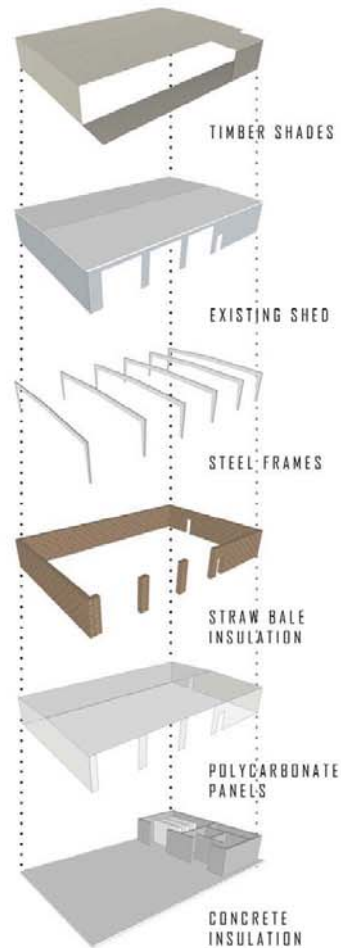 TIMBER SHADES
EXISTING SHED
STEEL FRAMES
STRAW BALE
INSULATION
POLYCARBONATE
PANELS
CONCRETE
INSULATION